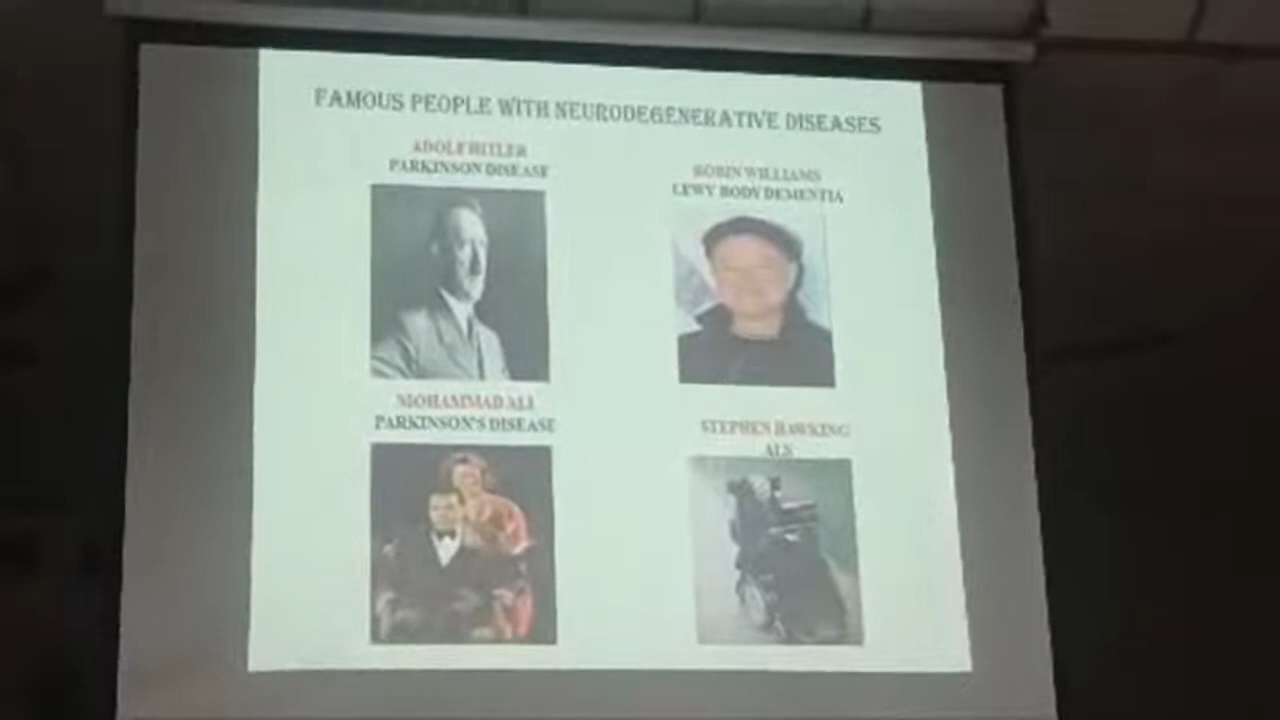 FAMOUS PEOPLE WITH NEURODEGENERATIVE DISEASES
ADOLF HITLER
PARKINSON DISEASE
ROBIN WILLIAMS
LEWY BODY DEMENTIA
MOHAMMAD ALI
PARKINSON'S DISEASE
STEPHEN HAWKING
ALS